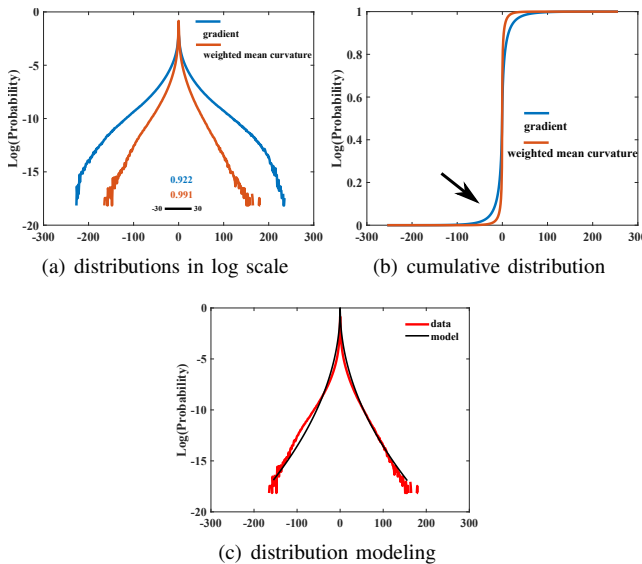 0
-5
-10
-15
-20
-300 -200 -100 0 100 200 300
Log(Probability)
gradient
weighted mean curvature
0.922
0.991
-30 30
(a) distributions in log scale
1
0.8
0.6
0.4
0.2
0
-300 -200 -100 0 100 200 300
Log(Probability)
gradient
weighted mean curvature
(b) cumulative distribution
0
-5
-10
-15
-20
-300 -200 -100 0 100 200 300
Log(Probability)
data
model
(c) distribution modeling